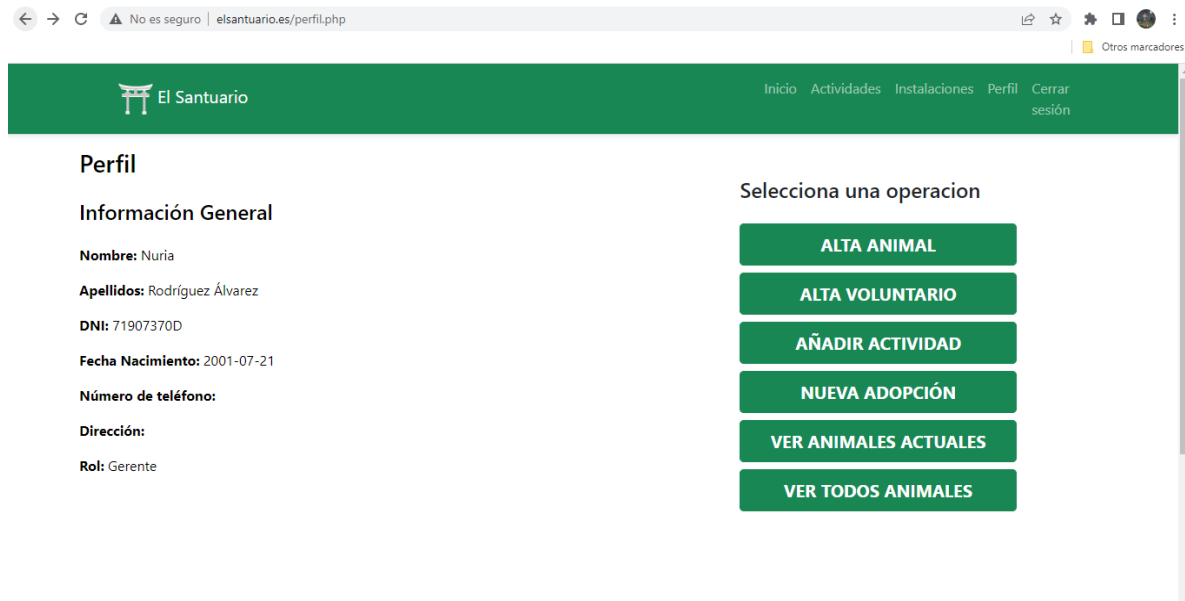 No es seguro | elsantuario.es/perfil.php
Otros marcadores
El Santuario
Inicio Actividades Instalaciones Perfil Cerrar sesión
Perfil
Información General
Nombre: Nuria
Apellidos: Rodríguez Álvarez
DNI: 71907370D
Fecha Nacimiento: 2001-07-21
Número de teléfono:
Dirección:
Rol: Gerente
Selecciona una operacion
ALTA ANIMAL
ALTA VOLUNTARIO
AÑADIR ACTIVIDAD
NUEVA ADOPCIÓN
VER ANIMALES ACTUALES
VER TODOS ANIMALES